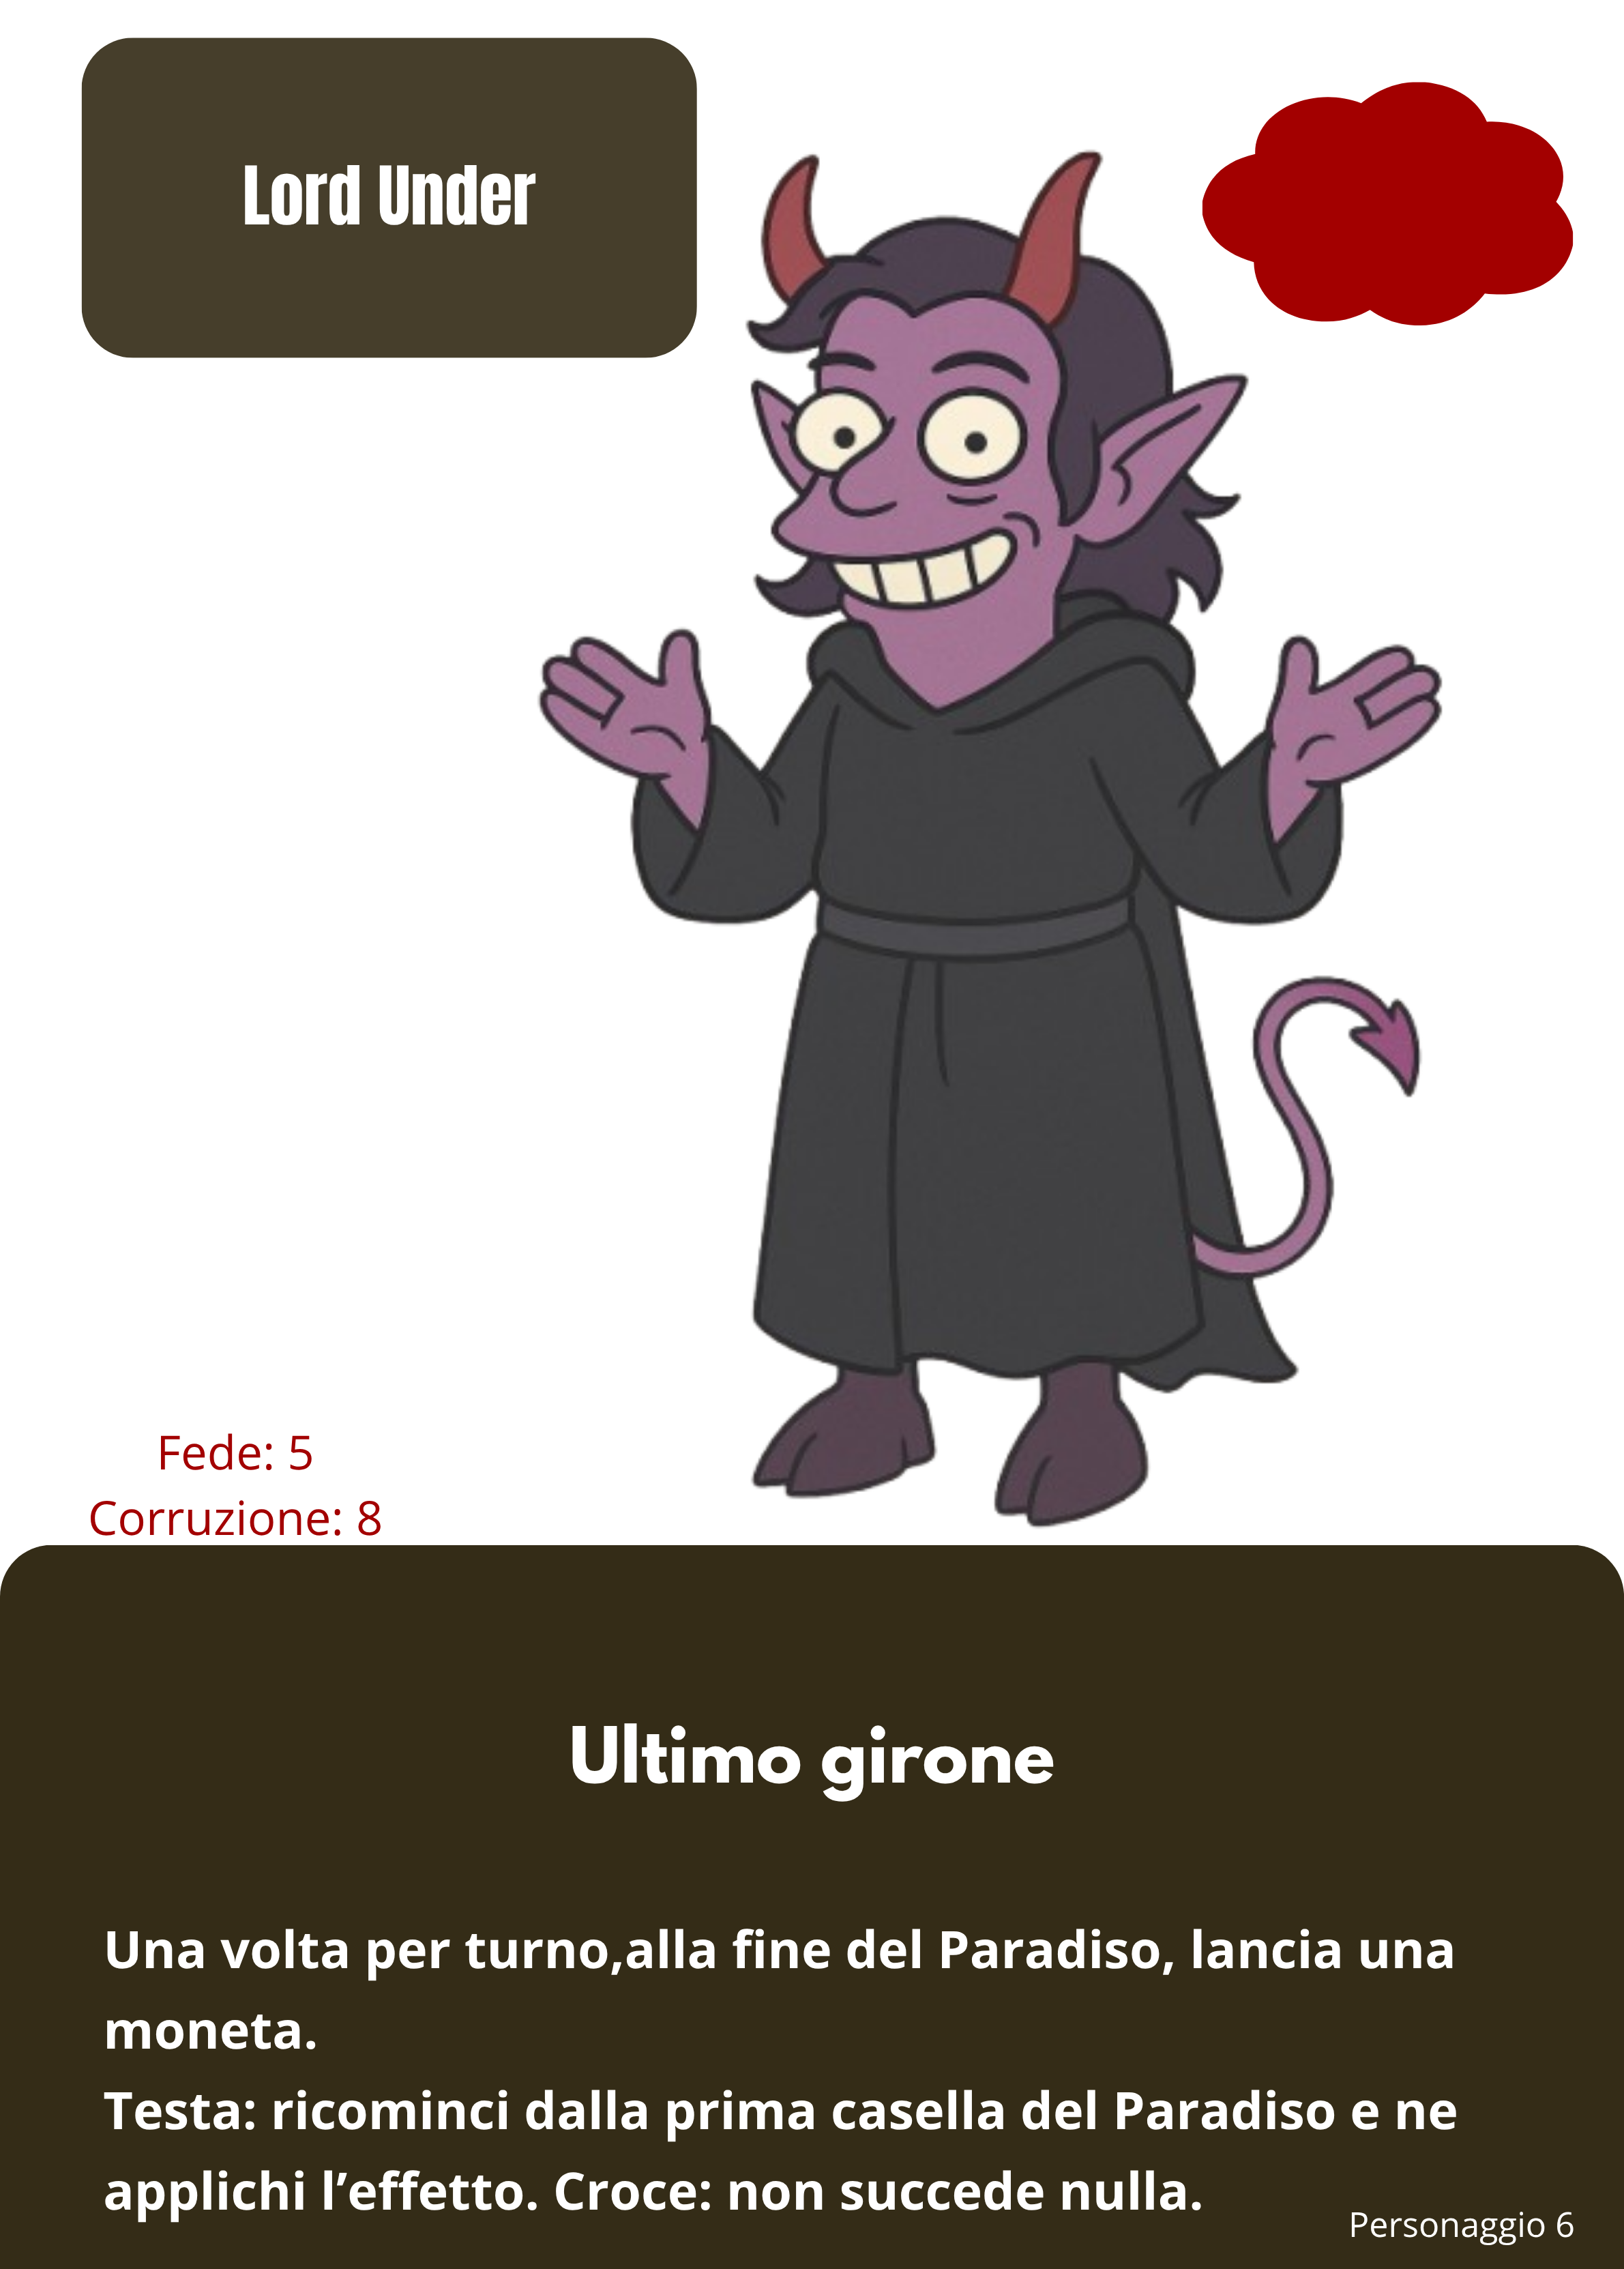 Lord Under
Fede: 5
Corruzione: 8
Ultimo girone
Una volta per turno,alla fine del Paradiso, lancia una
moneta.
Testa: ricominci dalla prima casella del Paradiso e ne
applichi l’effetto. Croce: non succede nulla.
Personaggio 6